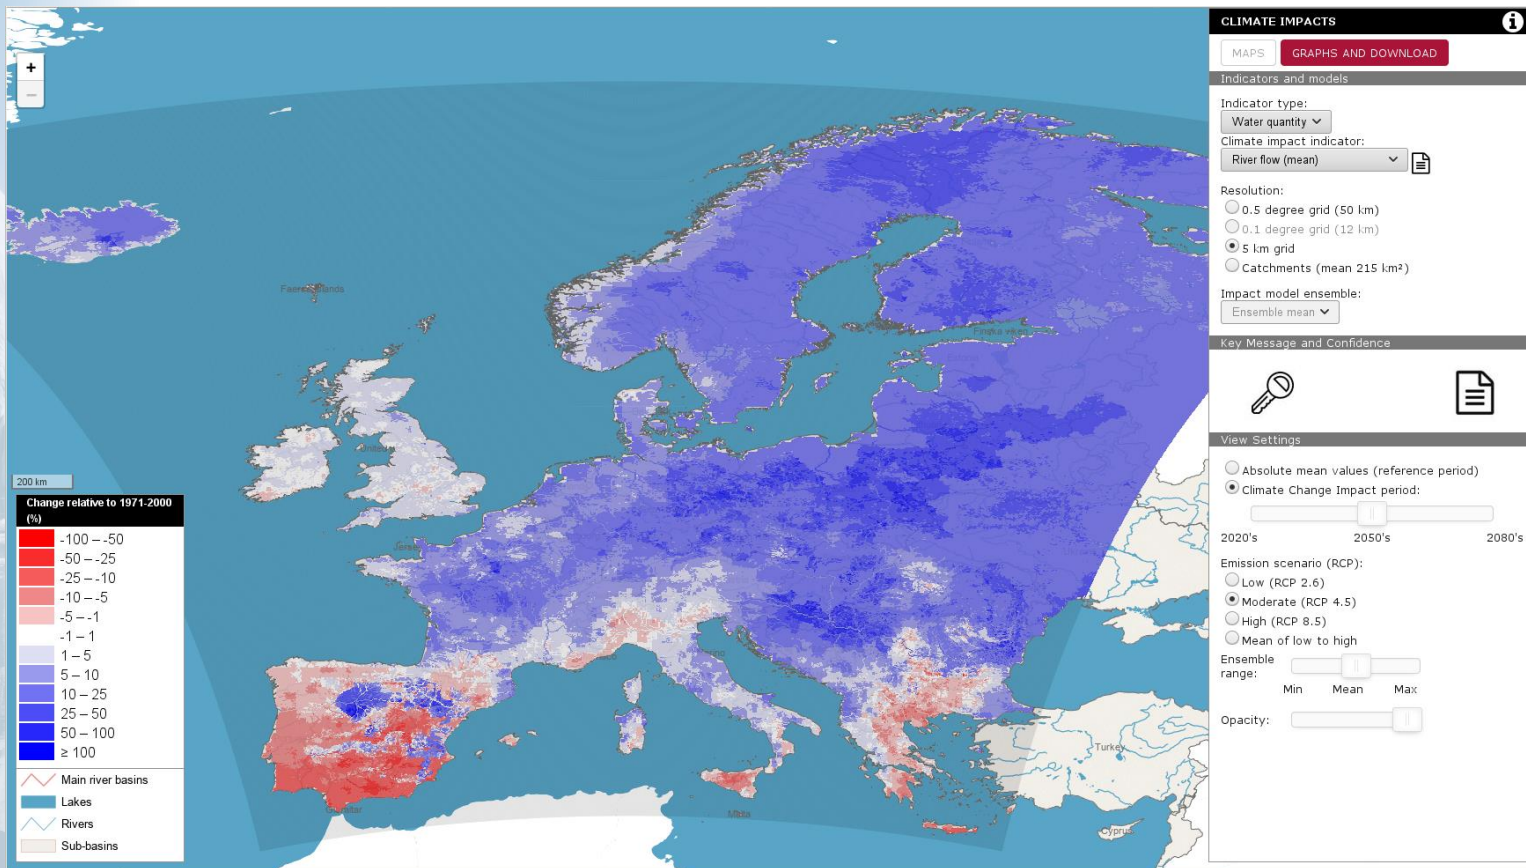 CLIMATE IMPACTS
MAPS
GRAPHS AND DOWNLOAD
Indicators and models
Indicator type:
Water quantity
Climate impact indicator:
River flow (mean)
Resolution:
0.5 degree grid (50 km)
0.1 degree grid (12 km)
5 km grid
Catchments (mean 215 km²)
Impact model ensemble:
Ensemble mean
Key Message and Confidence
View Settings
Absolute mean values (reference period)
Climate Change Impact period:
2020's 2050's 2080's
Emission scenario (RCP):
Low (RCP 2.6)
Moderate (RCP 4.5)
High (RCP 8.5)
Mean of low to high
Ensemble
range:
Min Mean Max
Opacity:
+
−
200 km
Change relative to 1971-2000
(%)
-100 – -50
-50 – -25
-25 – -10
-10 – -5
-5 – -1
-1 – 1
1 – 5
5 – 10
10 – 25
25 – 50
50 – 100
≥ 100
Main river basins
Lakes
Rivers
Sub-basins
Finska viken
United
Jersey
Gibraltar
Turkey
Cyprus